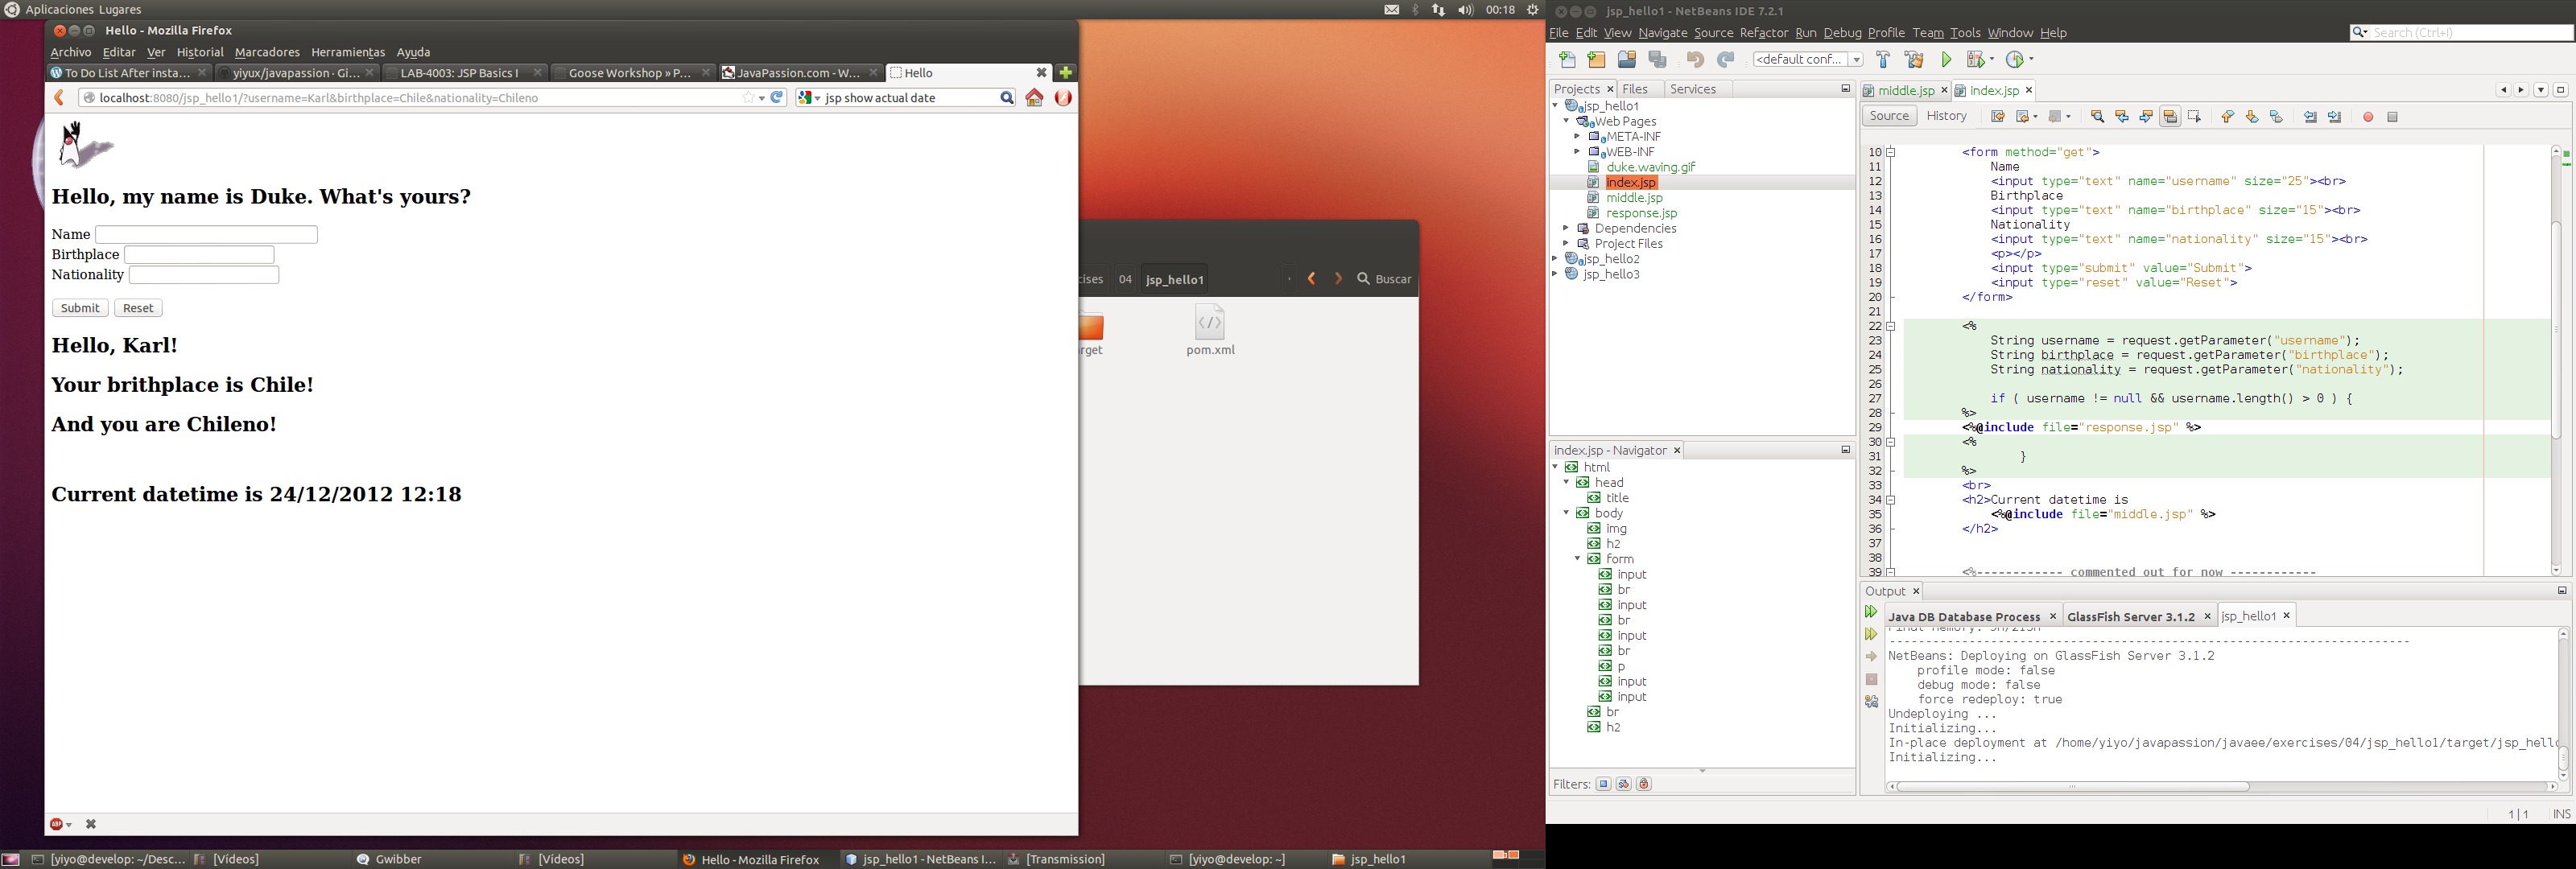 Aplicaciones Lugares
00:18
Hello - Mozilla Firefox
Archivo Editar Ver Historial Marcadores Herramientas Ayuda
To Do List After insta...
yiyux/javapassion · Gi...
LAB-4003: JSP Basics I
Goose Workshop » P...
JavaPassion.com - W...
Hello
localhost:8080/jsp_hello1/?username=Karl&birthplace=Chile&nationality=Chileno
jsp show actual date
Hello, my name is Duke. What's yours?
Name
Birthplace
Nationality
Submit Reset
Hello, Karl!
Your brithplace is Chile!
And you are Chileno!
Current datetime is 24/12/2012 12:18
ABP
cises 04 jsp_hello1 Buscar
rget
pom.xml
[yiyo@develop: ~/Desc...
[Vídeos]
Gwibber
[Vídeos]
Hello - Mozilla Firefox
jsp_hello1 - NetBeans I...
[Transmission]
[yiyo@develop: ~]
jsp_hello1
jsp_hello1 - NetBeans IDE 7.2.1
File Edit View Navigate Source Refactor Run Debug Profile Team Tools Window Help
Search (Ctrl+I)
<default conf...
Projects Files Services
jsp_hello1
Web Pages
META-INF
WEB-INF
duke.waving.gif
index.jsp
middle.jsp
response.jsp
Dependencies
Project Files
jsp_hello2
jsp_hello3
index.jsp - Navigator
html
head
title
body
img
h2
form
input
br
input
br
input
br
p
input
input
br
h2
Filters:
middle.jsp index.jsp
Source History
10 <form method="get">
11 Name
12 <input type="text" name="username" size="25"><br>
13 Birthplace
14 <input type="text" name="birthplace" size="15"><br>
15 Nationality
16 <input type="text" name="nationality" size="15"><br>
17 <p></p>
18 <input type="submit" value="Submit">
19 <input type="reset" value="Reset">
20 </form>
21
22 <%
23 String username = request.getParameter("username");
24 String birthplace = request.getParameter("birthplace");
25 String nationality = request.getParameter("nationality");
26
27 if ( username != null && username.length() > 0 ) {
28 %>
29 <%@include file="response.jsp" %>
30 <%
31 }
32 %>
33 <br>
34 <h2>Current datetime is
35 <%@include file="middle.jsp" %>
36 </h2>
37
38
39 <%------------ commented out for now ------------
Output
Java DB Database Process GlassFish Server 3.1.2 jsp_hello1
------------------------------------------------------------------------
NetBeans: Deploying on GlassFish Server 3.1.2
profile mode: false
debug mode: false
force redeploy: true
Undeploying ...
Initializing...
In-place deployment at /home/yiyo/javapassion/javaee/exercises/04/jsp_hello1/target/jsp_hello
Initializing...
1 | 1 INS